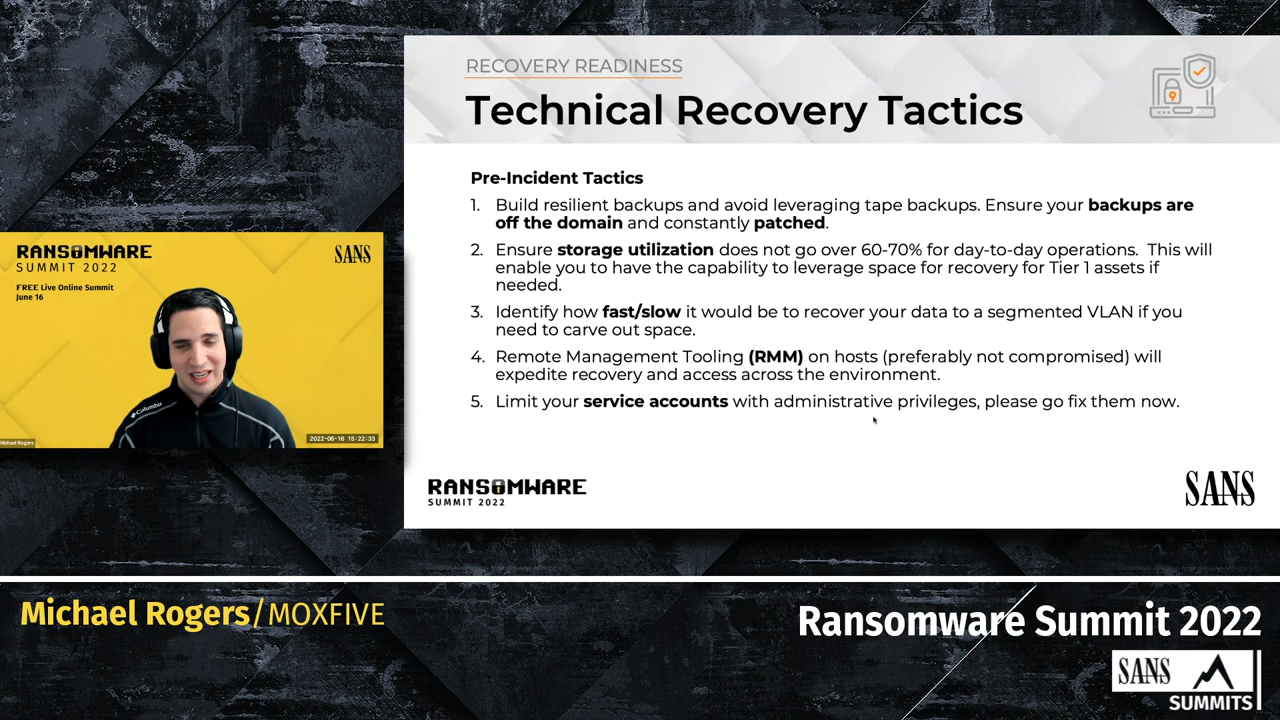 RECOVERY READINESS
Technical Recovery Tactics
Pre-Incident Tactics
1. Build resilient backups and avoid leveraging tape backups. Ensure your backups are
off the domain and constantly patched.
2. Ensure storage utilization does not go over 60-70% for day-to-day operations. This will
enable you to have the capability to leverage space for recovery for Tier 1 assets if
needed.
3. Identify how fast/slow it would be to recover your data to a segmented VLAN if you
need to carve out space.
4. Remote Management Tooling (RMM) on hosts (preferably not compromised) will
expedite recovery and access across the environment.
5. Limit your service accounts with administrative privileges, please go fix them now.
RANSOMWARE
SUMMIT 2022
SANS
RANSOMWARE
SUMMIT 2022
SANS
FREE Live Online Summit
June 16
Columbia
Michael Rogers
2022-06-16 15:22:33
Michael Rogers/MOXFIVE
Ransomware Summit 2022
SANS
SUMMITS